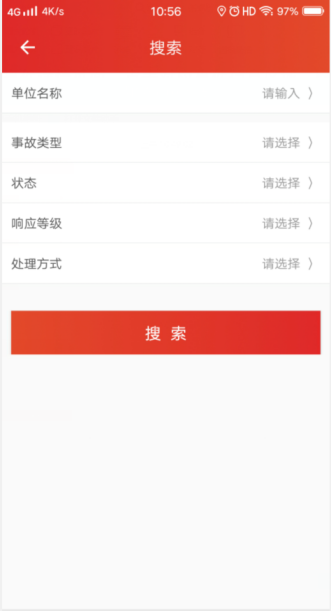 4G 4K/s 10:56 HD 97%
搜索
单位名称 请输入
事故类型 请选择
状态 请选择
响应等级 请选择
处理方式 请选择
搜 索